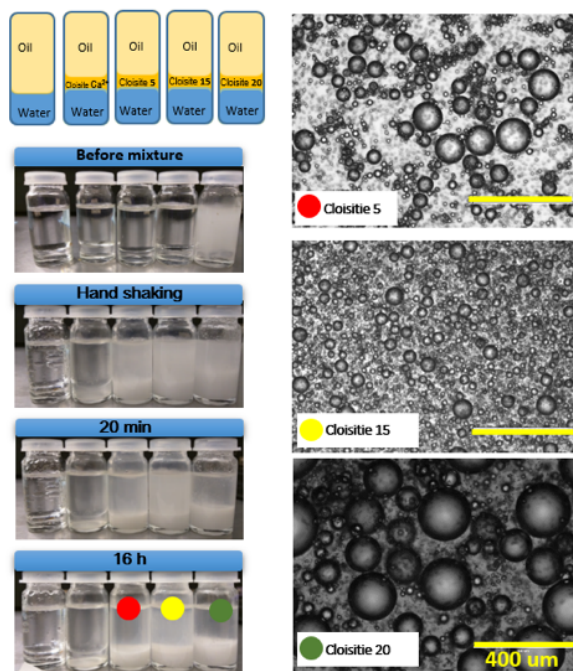 Oil
Oil
Oil
Oil
Oil
Cloisite Ca²⁺
Cloisite 5
Cloisite 15
Cloisite 20
Water
Water
Water
Water
Water
Before mixture
Hand shaking
20 min
16 h
Cloisitie 5
Cloisitie 15
Cloisitie 20
400 um